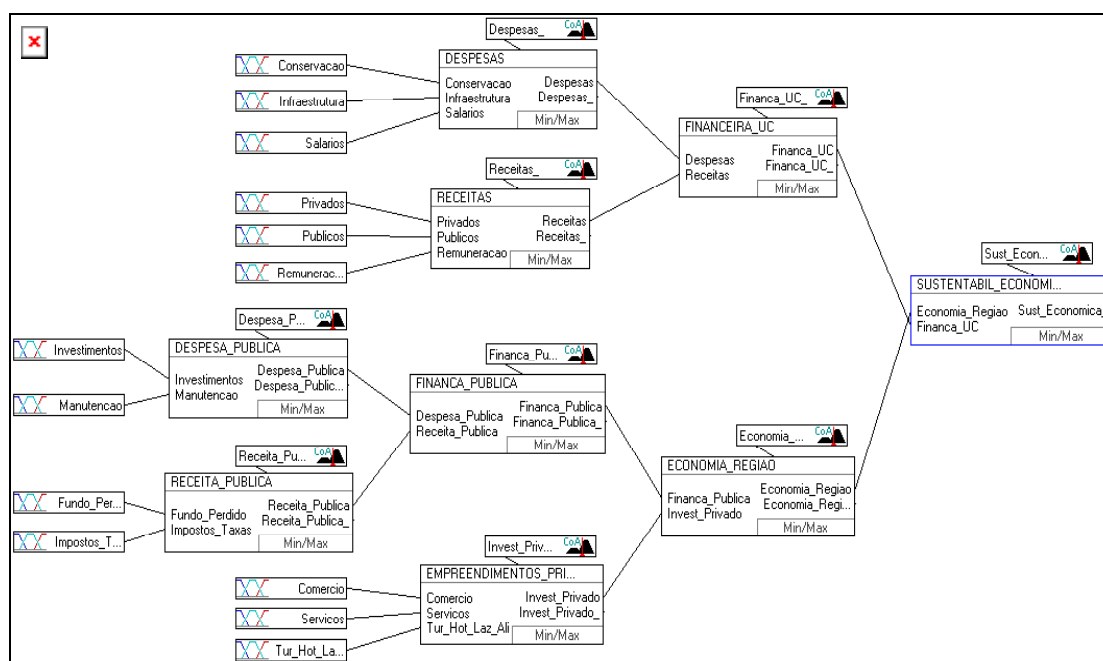 Despesas_ CoA
DESPESAS
Conservacao
Infraestrutura
Salarios
Conservacao Despesas
Infraestrutura Despesas_
Salarios
Min/Max
Financa_UC_ CoA
FINANCEIRA_UC
Despesas Financa_UC
Receitas Financa_UC_
Min/Max
Receitas_ CoA
RECEITAS
Privados
Publicos
Remunerac...
Privados Receitas
Publicos Receitas_
Remuneracao
Min/Max
Sust_Econ... CoA
SUSTENTABIL_ECONOMI...
Economia_Regiao Sust_Economica_
Financa_UC
Min/Max
Despesa_P... CoA
DESPESA_PUBLICA
Investimentos
Manutencao
Investimentos Despesa_Publica
Manutencao Despesa_Public...
Min/Max
Financa_Pu... CoA
FINANCA_PUBLICA
Despesa_Publica Financa_Publica
Receita_Publica Financa_Publica_
Min/Max
Receita_Pu... CoA
RECEITA_PUBLICA
Fundo_Per...
Impostos_T...
Fundo_Perdido Receita_Publica
Impostos_Taxas Receita_Publica_
Min/Max
Economia_... CoA
ECONOMIA_REGIAO
Financa_Publica Economia_Regiao
Invest_Privado Economia_Regi...
Min/Max
Invest_Priv... CoA
EMPREENDIMENTOS_PRI...
Comercio
Servicos
Tur_Hot_La...
Comercio Invest_Privado
Servicos Invest_Privado_
Tur_Hot_Laz_Ali
Min/Max